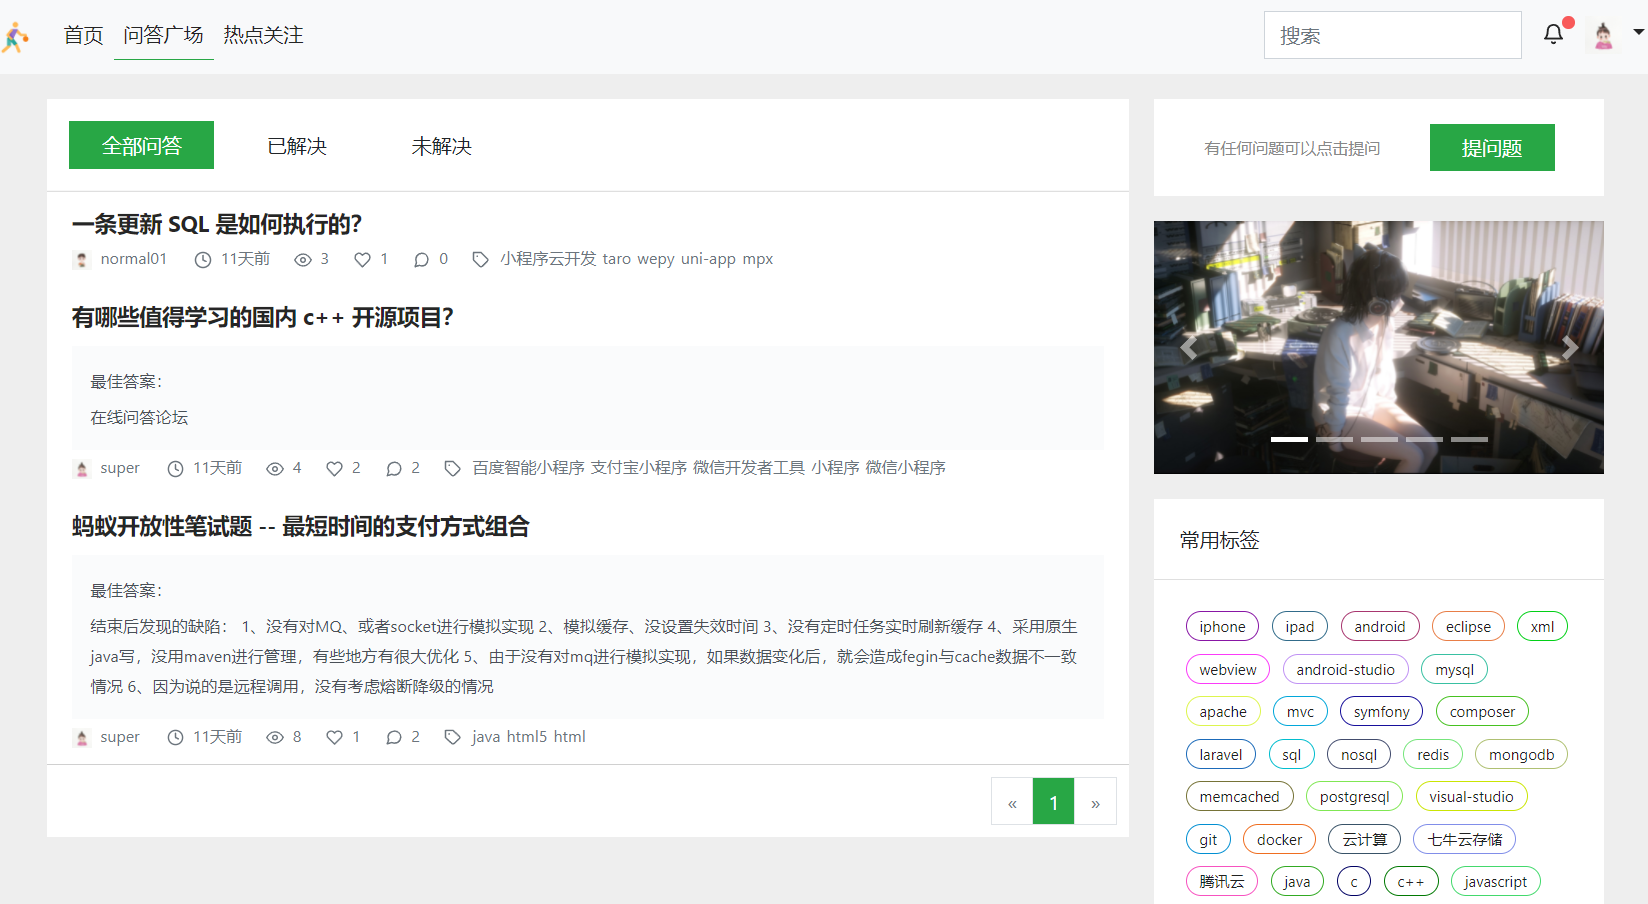 首页 问答广场 热点关注 搜索
全部问答 已解决 未解决
一条更新 SQL 是如何执行的?
normal01 11天前 3 1 0 小程序云开发 taro wepy uni-app mpx
有哪些值得学习的国内 c++ 开源项目?
最佳答案:
在线问答论坛
super 11天前 4 2 2 百度智能小程序 支付宝小程序 微信开发者工具 小程序 微信小程序
蚂蚁开放性笔试题 -- 最短时间的支付方式组合
最佳答案:
结束后发现的缺陷： 1、没有对MQ、或者socket进行模拟实现 2、模拟缓存、没设置失效时间 3、没有定时任务实时刷新缓存 4、采用原生
java写，没用maven进行管理，有些地方有很大优化 5、由于没有对mq进行模拟实现，如果数据变化后，就会造成fegin与cache数据不一致
情况 6、因为说的是远程调用，没有考虑熔断降级的情况
super 11天前 8 1 2 java html5 html
« 1 »
有任何问题可以点击提问 提问题
常用标签
iphone ipad android eclipse xml
webview android-studio mysql
apache mvc symfony composer
laravel sql nosql redis mongodb
memcached postgresql visual-studio
git docker 云计算 七牛云存储
腾讯云 java c c++ javascript